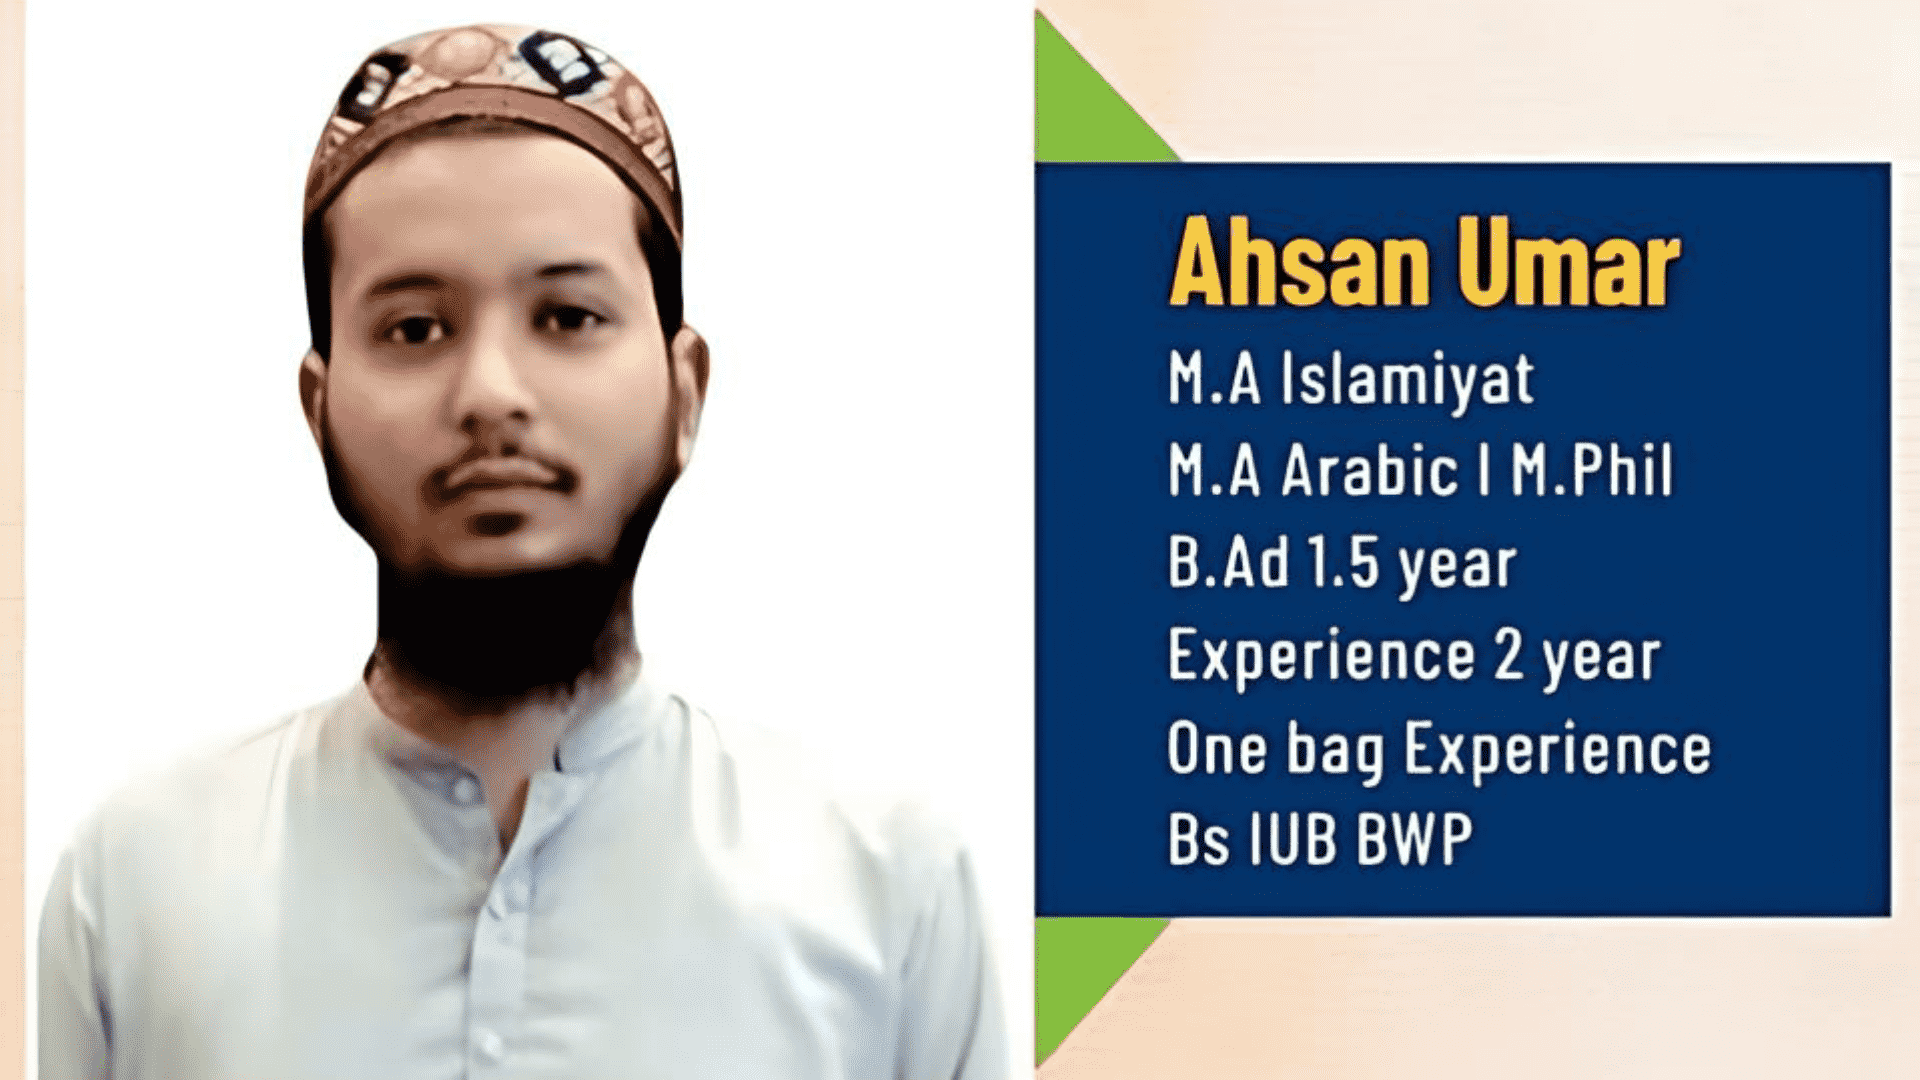 Ahsan Umar
M.A Islamiyat
M.A Arabic | M.Phil
B.Ad 1.5 year
Experience 2 year
One bag Experience
Bs IUB BWP